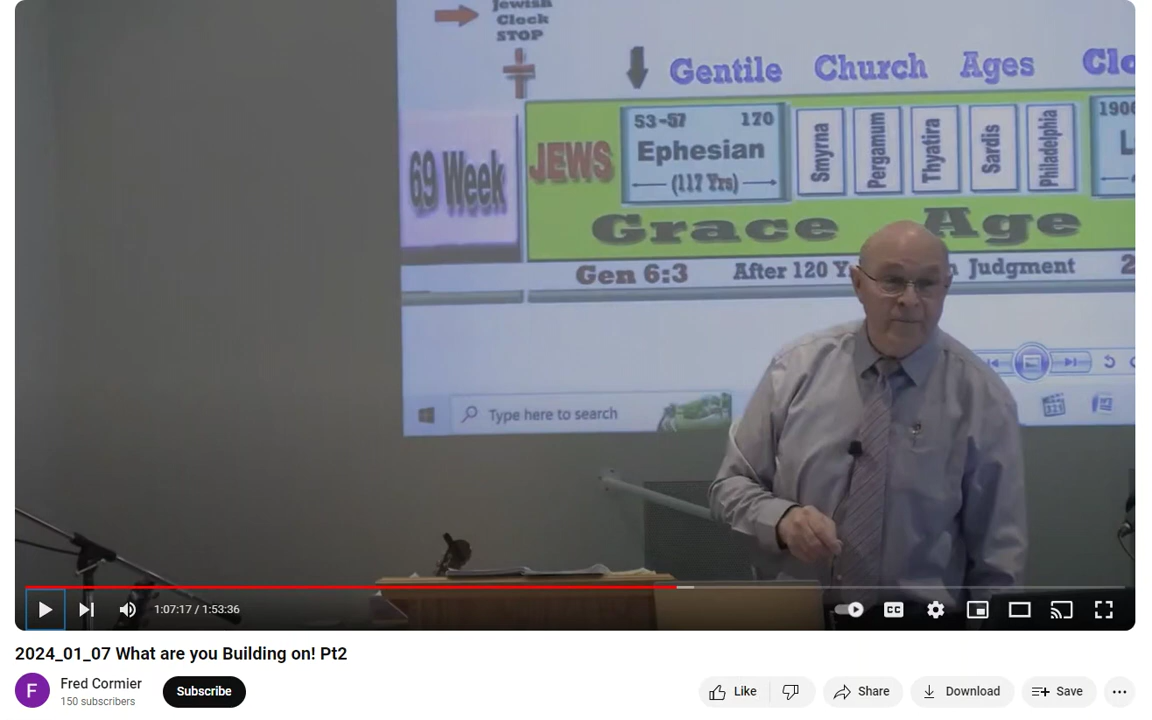 Jewish
Clock
STOP
Gentile Church Ages
69 Week
JEWS
53-57 170
Ephesian
(117 Yrs)
Smyrna
Pergamum
Thyatira
Sardis
Philadelphia
Grace Age
Gen 6:3 After 120 Judgment
Type here to search
1:07:17 / 1:53:36
CC
2024_01_07 What are you Building on! Pt2
F
Fred Cormier
150 subscribers
Subscribe
Like
Share
Download
Save